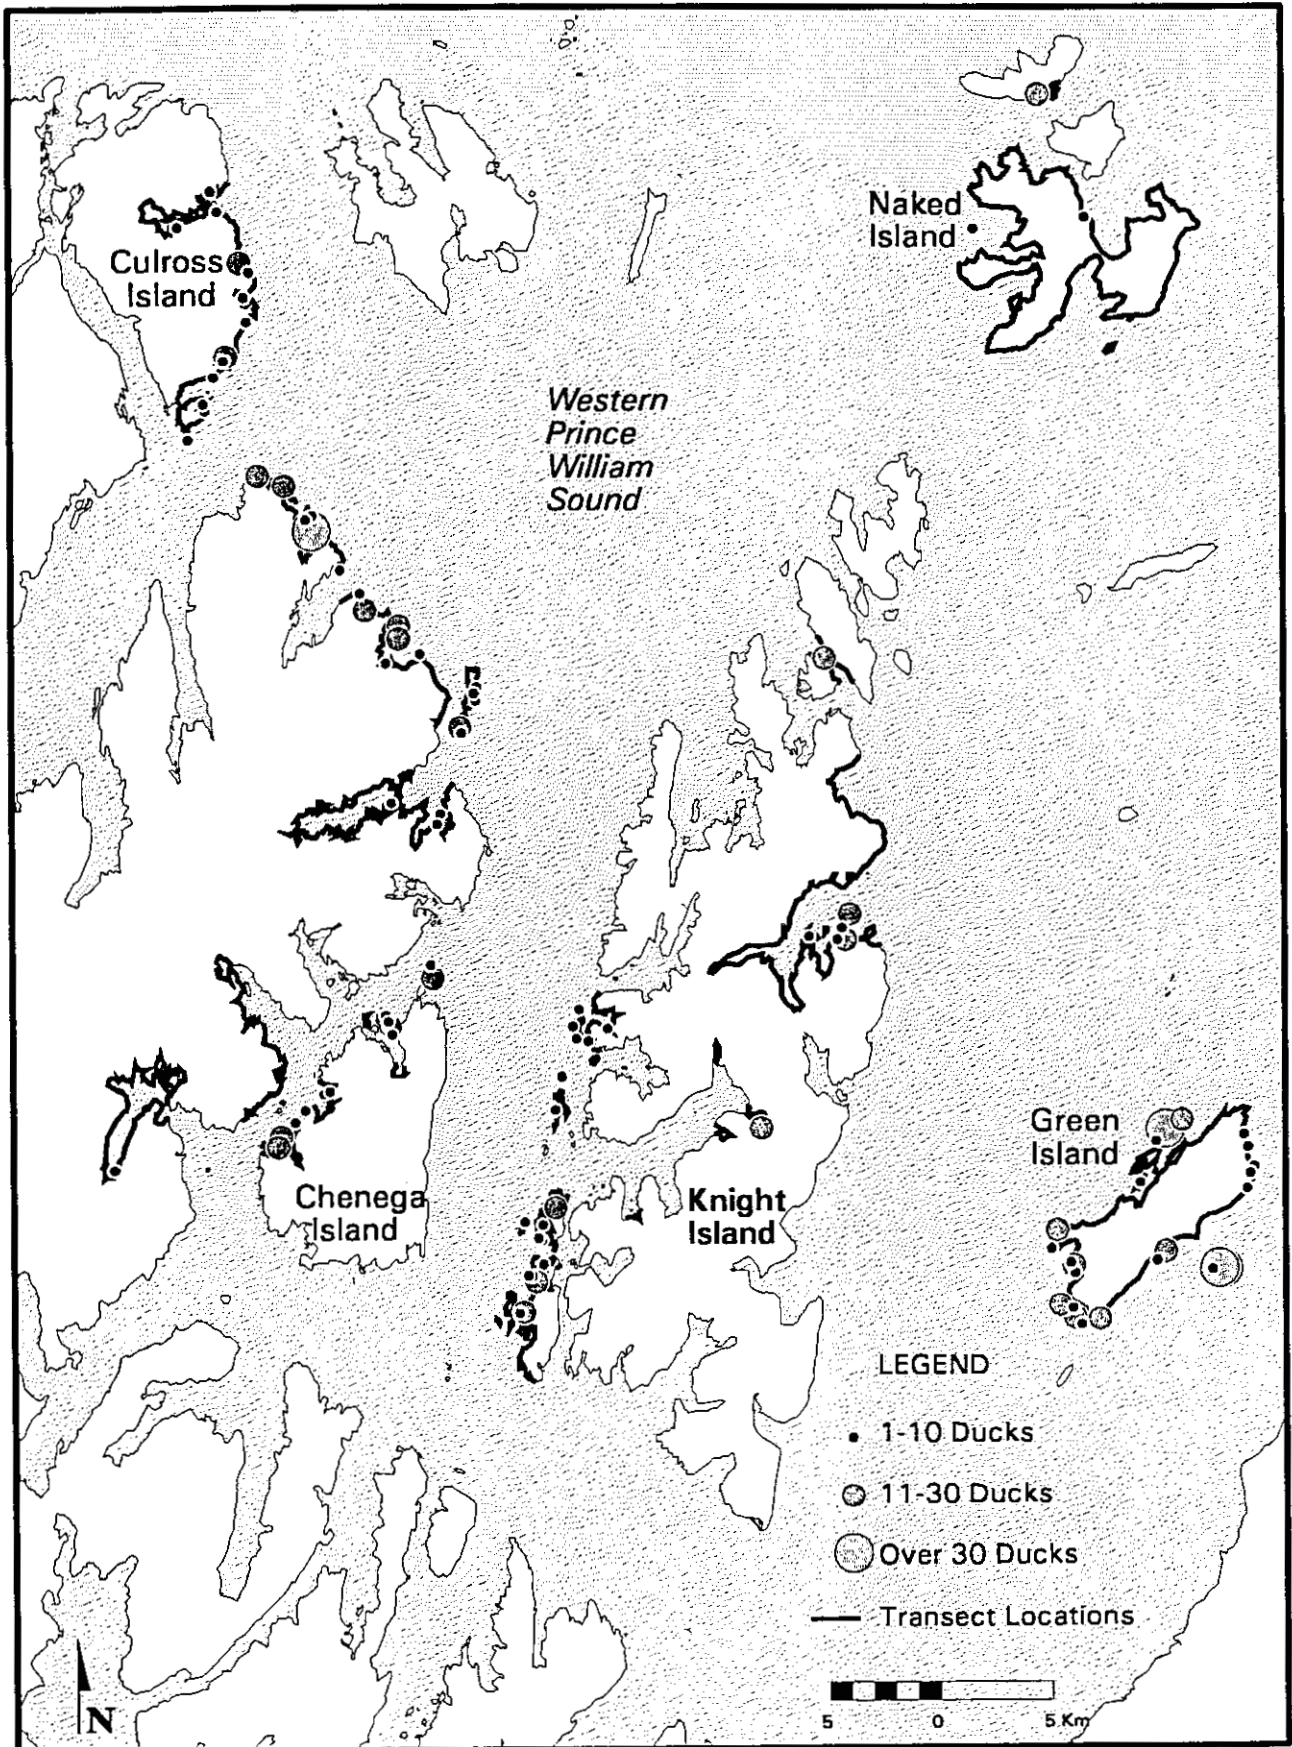 Naked
Island
Culross
Island
Western
Prince
William
Sound
Green
Island
Chenega
Island
Knight
Island
LEGEND
1-10 Ducks
11-30 Ducks
Over 30 Ducks
Transect Locations
N
5 0 5 Km